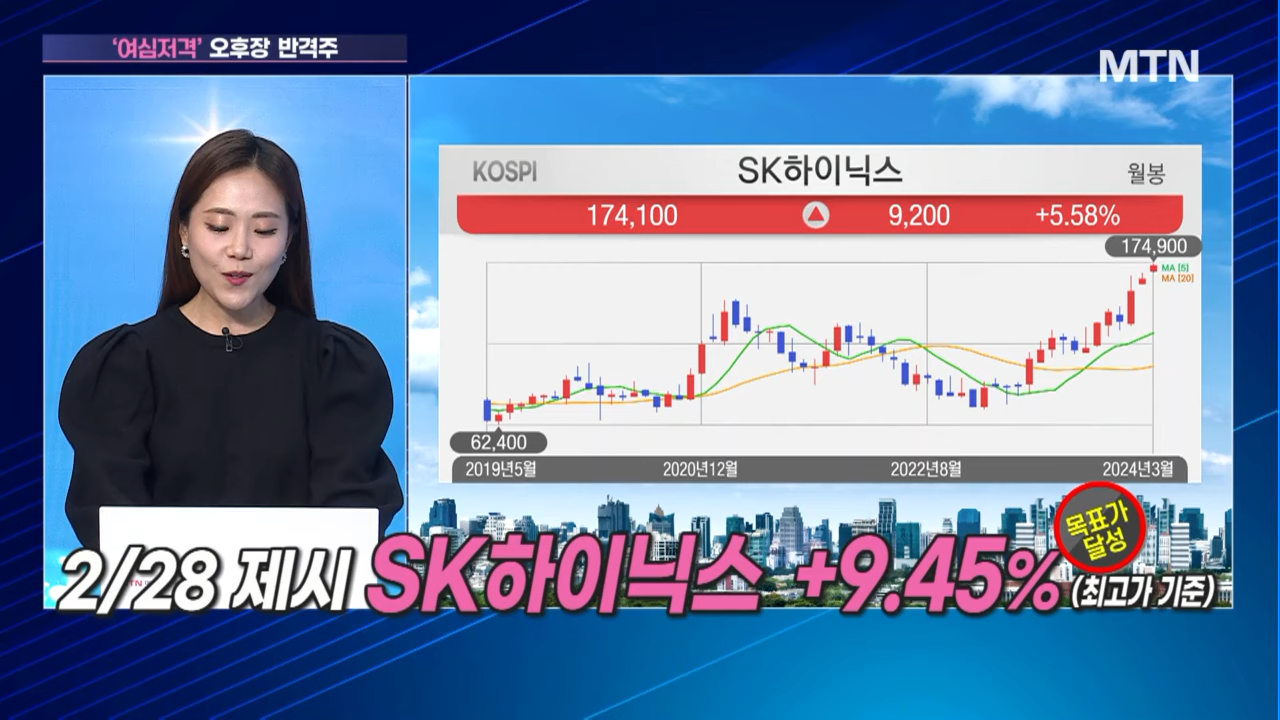 '여심저격' 오후장 반격주
MTN
KOSPI
SK하이닉스
월봉
174,100
9,200
+5.58%
174,900
MA [5]
MA [20]
62,400
2019년5월
2020년12월
2022년8월
2024년3월
목표가
달성
2/28 제시 SK하이닉스 +9.45% (최고가 기준)